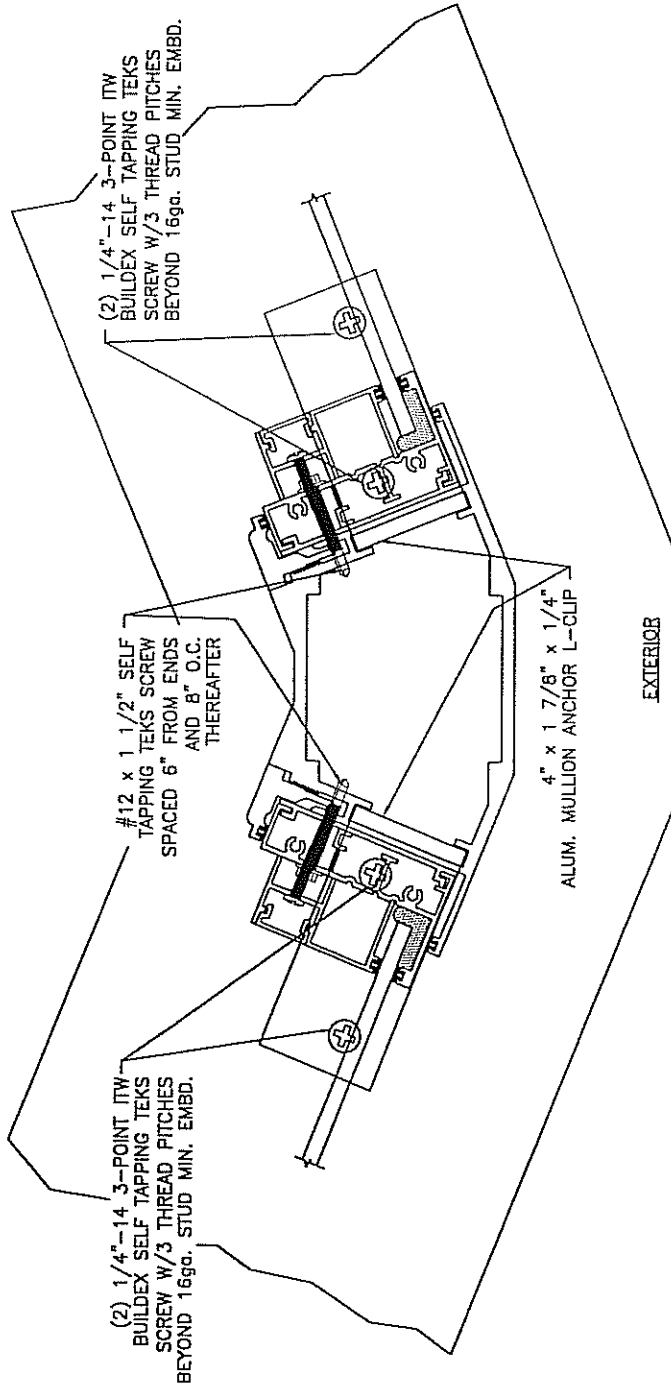 (2) 1/4"-14 3-POINT ITW
BUILDEX SELF TAPPING TEKS
SCREW W/3 THREAD PITCHES
BEYOND 16ga. STUD MIN. EMBD.
#12 x 1 1/2" SELF
TAPPING TEKS SCREW
SPACED 6" FROM ENDS
AND 8" O.C.
THEREAFTER
(2) 1/4"-14 3-POINT ITW
BUILDEX SELF TAPPING TEKS
SCREW W/3 THREAD PITCHES
BEYOND 16ga. STUD MIN. EMBD.
4" x 1 7/8" x 1/4"
ALUM. MULLION ANCHOR L-CLIP
EXTERIOR